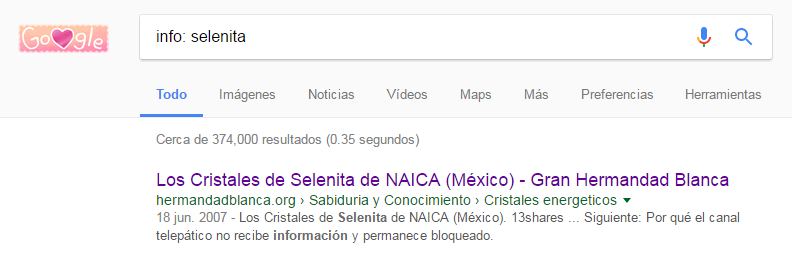 Google
info: selenita
Todo Imágenes Noticias Vídeos Maps Más Preferencias Herramientas
Cerca de 374,000 resultados (0.35 segundos)
Los Cristales de Selenita de NAICA (México) - Gran Hermandad Blanca
hermandadblanca.org › Sabiduria y Conocimiento › Cristales energeticos
18 jun. 2007 - Los Cristales de Selenita de NAICA (México). 13shares ... Siguiente: Por qué el canal
telepático no recibe información y permanece bloqueado.